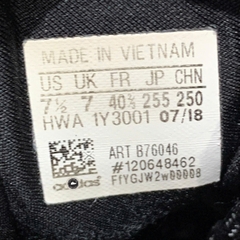 MADE IN VIETNAM
US UK FR JP CHN
7½ 7 40⅔ 255 250
HWA 1Y3001 07/18
ART B76046
#120648462
adidas F1YGJW2w00008